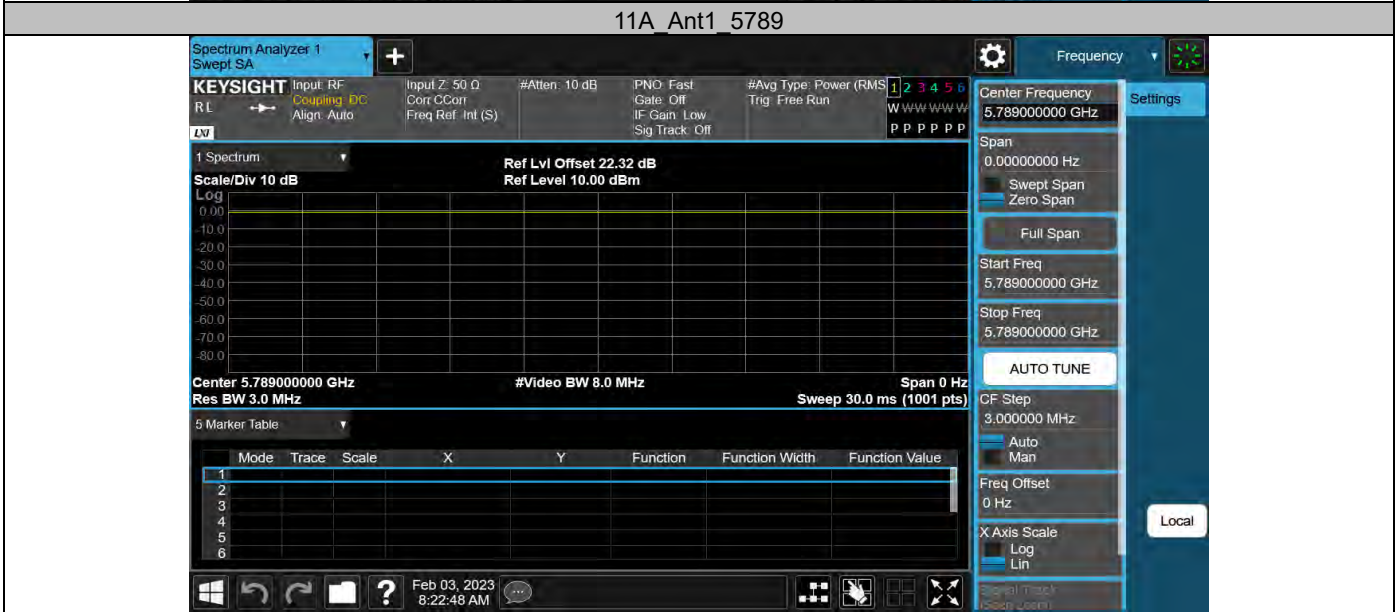 11A_Ant1_5789
Spectrum Analyzer 1
Swept SA
Frequency
KEYSIGHT
R L
LXI
Input: RF
Coupling: DC
Align: Auto
Input Z: 50 Ω
Corr CCorr
Freq Ref: Int (S)
#Atten: 10 dB
PNO: Fast
Gate: Off
IF Gain: Low
Sig Track: Off
#Avg Type: Power (RMS
Trig: Free Run
1 2 3 4 5 6
W W W W W W
P P P P P P
Center Frequency
5.789000000 GHz
Settings
Span
0.00000000 Hz
Swept Span
Zero Span
Full Span
Start Freq
5.789000000 GHz
Stop Freq
5.789000000 GHz
AUTO TUNE
CF Step
3.000000 MHz
Auto
Man
Freq Offset
0 Hz
X Axis Scale
Log
Lin
Local
1 Spectrum
Scale/Div 10 dB
Ref Lvl Offset 22.32 dB
Ref Level 10.00 dBm
Log
0.00
-10.0
-20.0
-30.0
-40.0
-50.0
-60.0
-70.0
-80.0
Center 5.789000000 GHz
#Video BW 8.0 MHz
Span 0 Hz
Res BW 3.0 MHz
Sweep 30.0 ms (1001 pts)
5 Marker Table
Mode Trace Scale X Y Function Function Width Function Value
1
2
3
4
5
6
?
Feb 03, 2023
8:22:48 AM